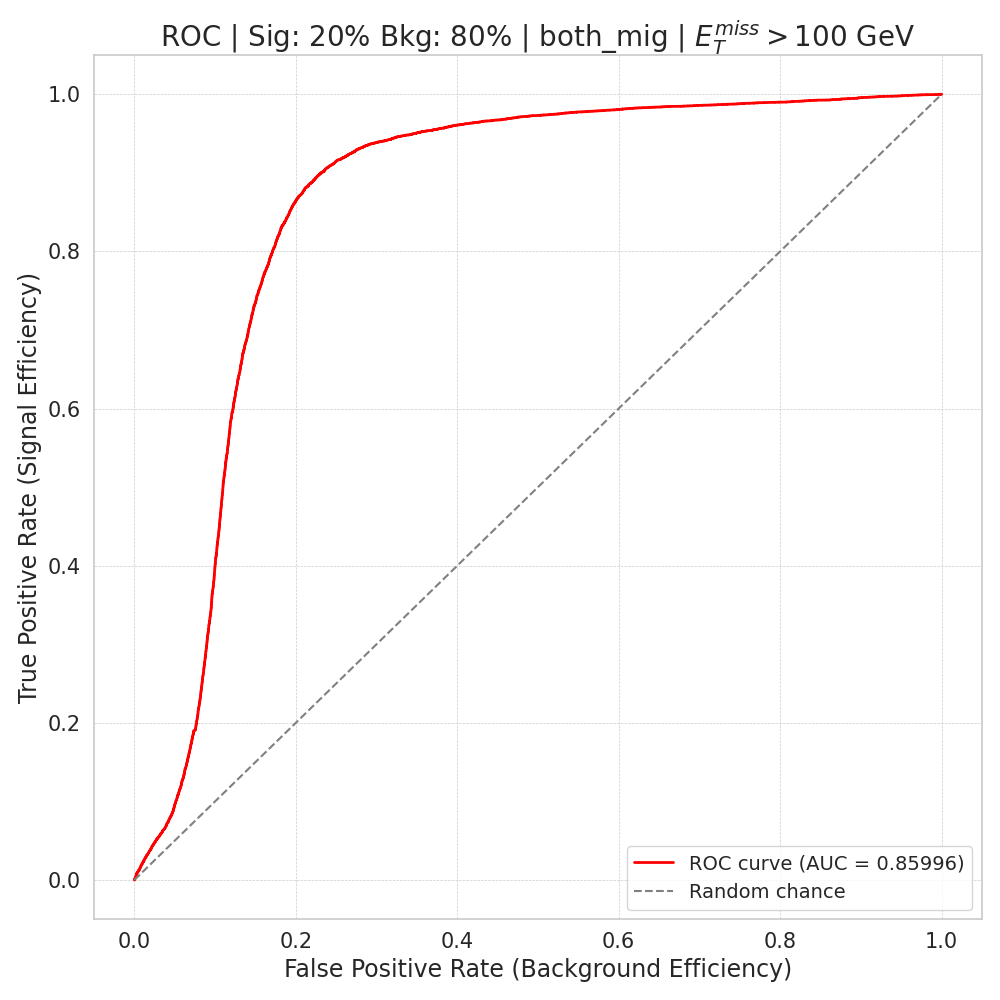 ROC | Sig: 20% Bkg: 80% | both_mig | $E_T^{miss} > 100$ GeV
1.0
0.8
0.6
0.4
0.2
0.0
True Positive Rate (Signal Efficiency)
ROC curve (AUC = 0.85996)
Random chance
0.0 0.2 0.4 0.6 0.8 1.0
False Positive Rate (Background Efficiency)